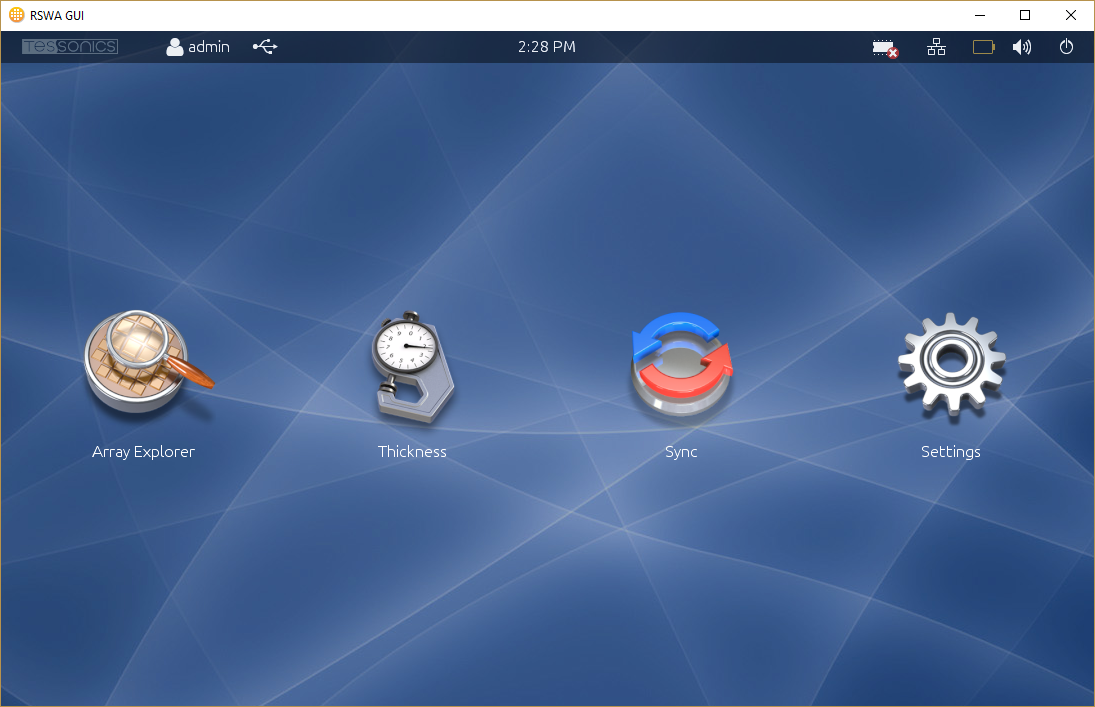 RSWA GUI
TESSONICS admin 2:28 PM
Array Explorer Thickness Sync Settings